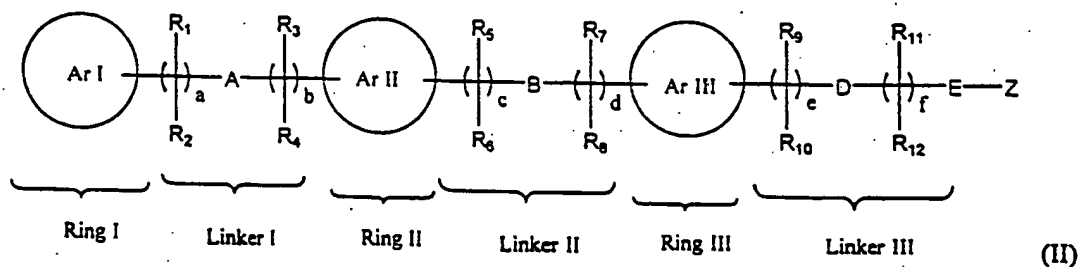 R₁ R₃ R₅ R₇ R₉ R₁₁
Ar I ( )a A ( )b Ar II ( )c B ( )d Ar III ( )e D ( )f E Z
R₂ R₄ R₆ R₈ R₁₀ R₁₂
Ring I Linker I Ring II Linker II Ring III Linker III
(II)